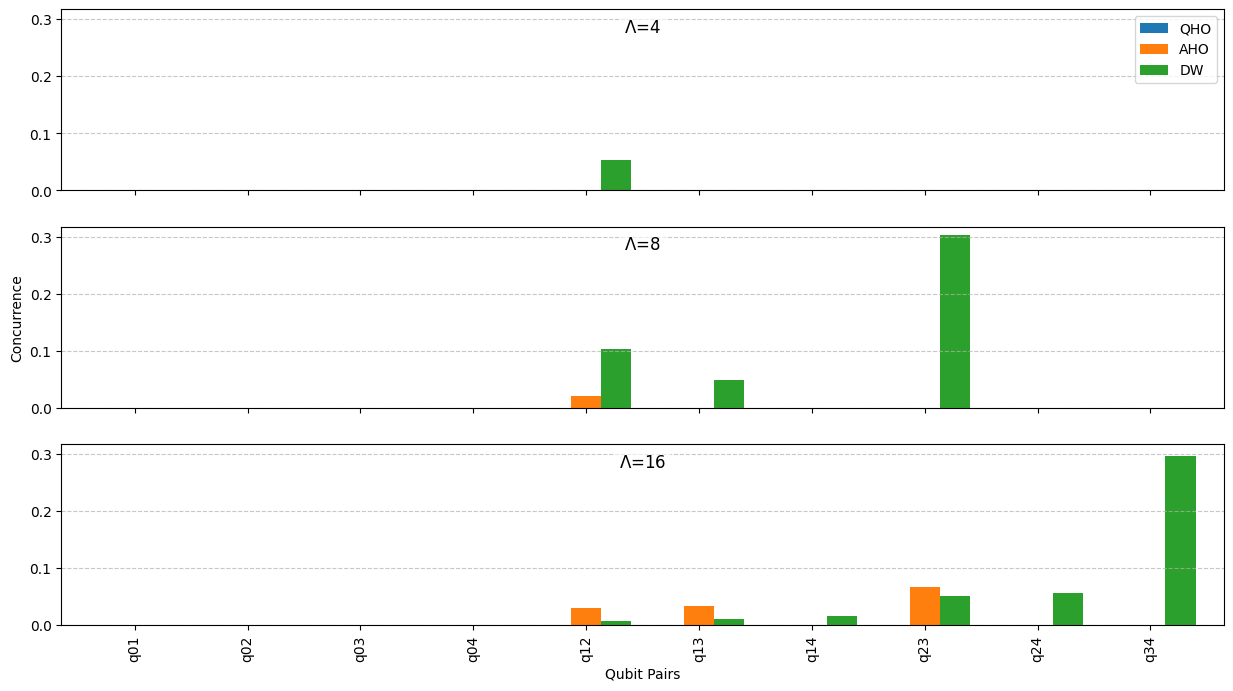 Λ=4
QHO
AHO
DW
0.3
0.2
0.1
0.0
Λ=8
0.3
0.2
0.1
0.0
Concurrence
Λ=16
0.3
0.2
0.1
0.0
q01
q02
q03
q04
q12
q13
q14
q23
q24
q34
Qubit Pairs